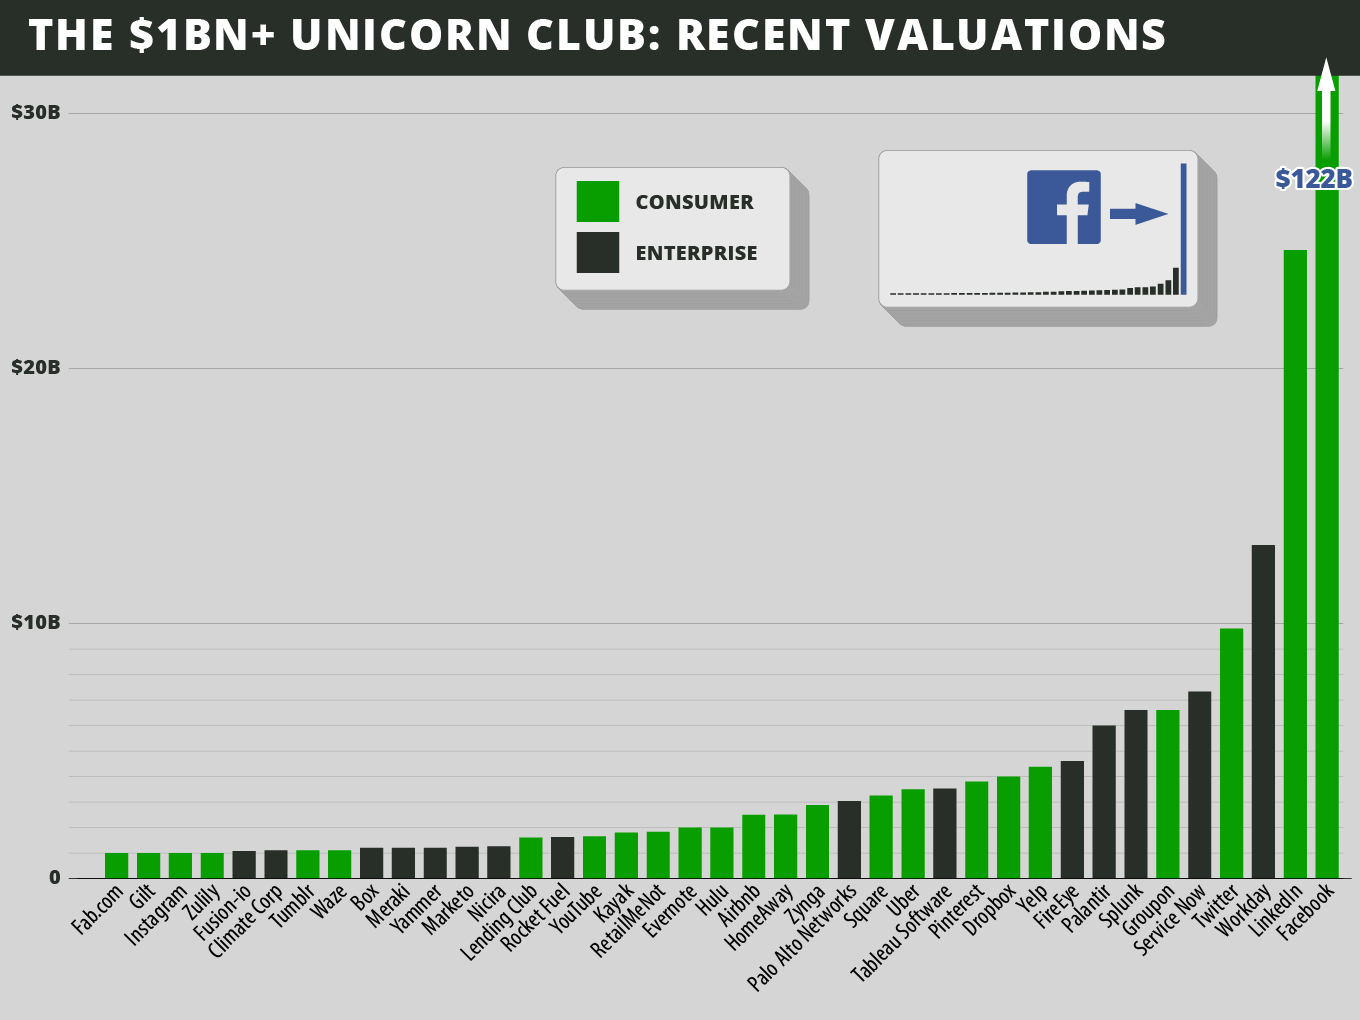 THE $1BN+ UNICORN CLUB: RECENT VALUATIONS
$30B
$20B
$10B
0
CONSUMER
ENTERPRISE
f
$122B
Fab.com
Gilt
Instagram
Zulily
Fusion-io
Climate Corp
Tumblr
Waze
Box
Meraki
Yammer
Marketo
Nicira
Lending Club
Rocket Fuel
YouTube
Kayak
RetailMeNot
Evernote
Hulu
Airbnb
HomeAway
Zynga
Palo Alto Networks
Square
Uber
Tableau Software
Pinterest
Dropbox
Yelp
FireEye
Palantir
Splunk
Groupon
Service Now
Twitter
Workday
LinkedIn
Facebook